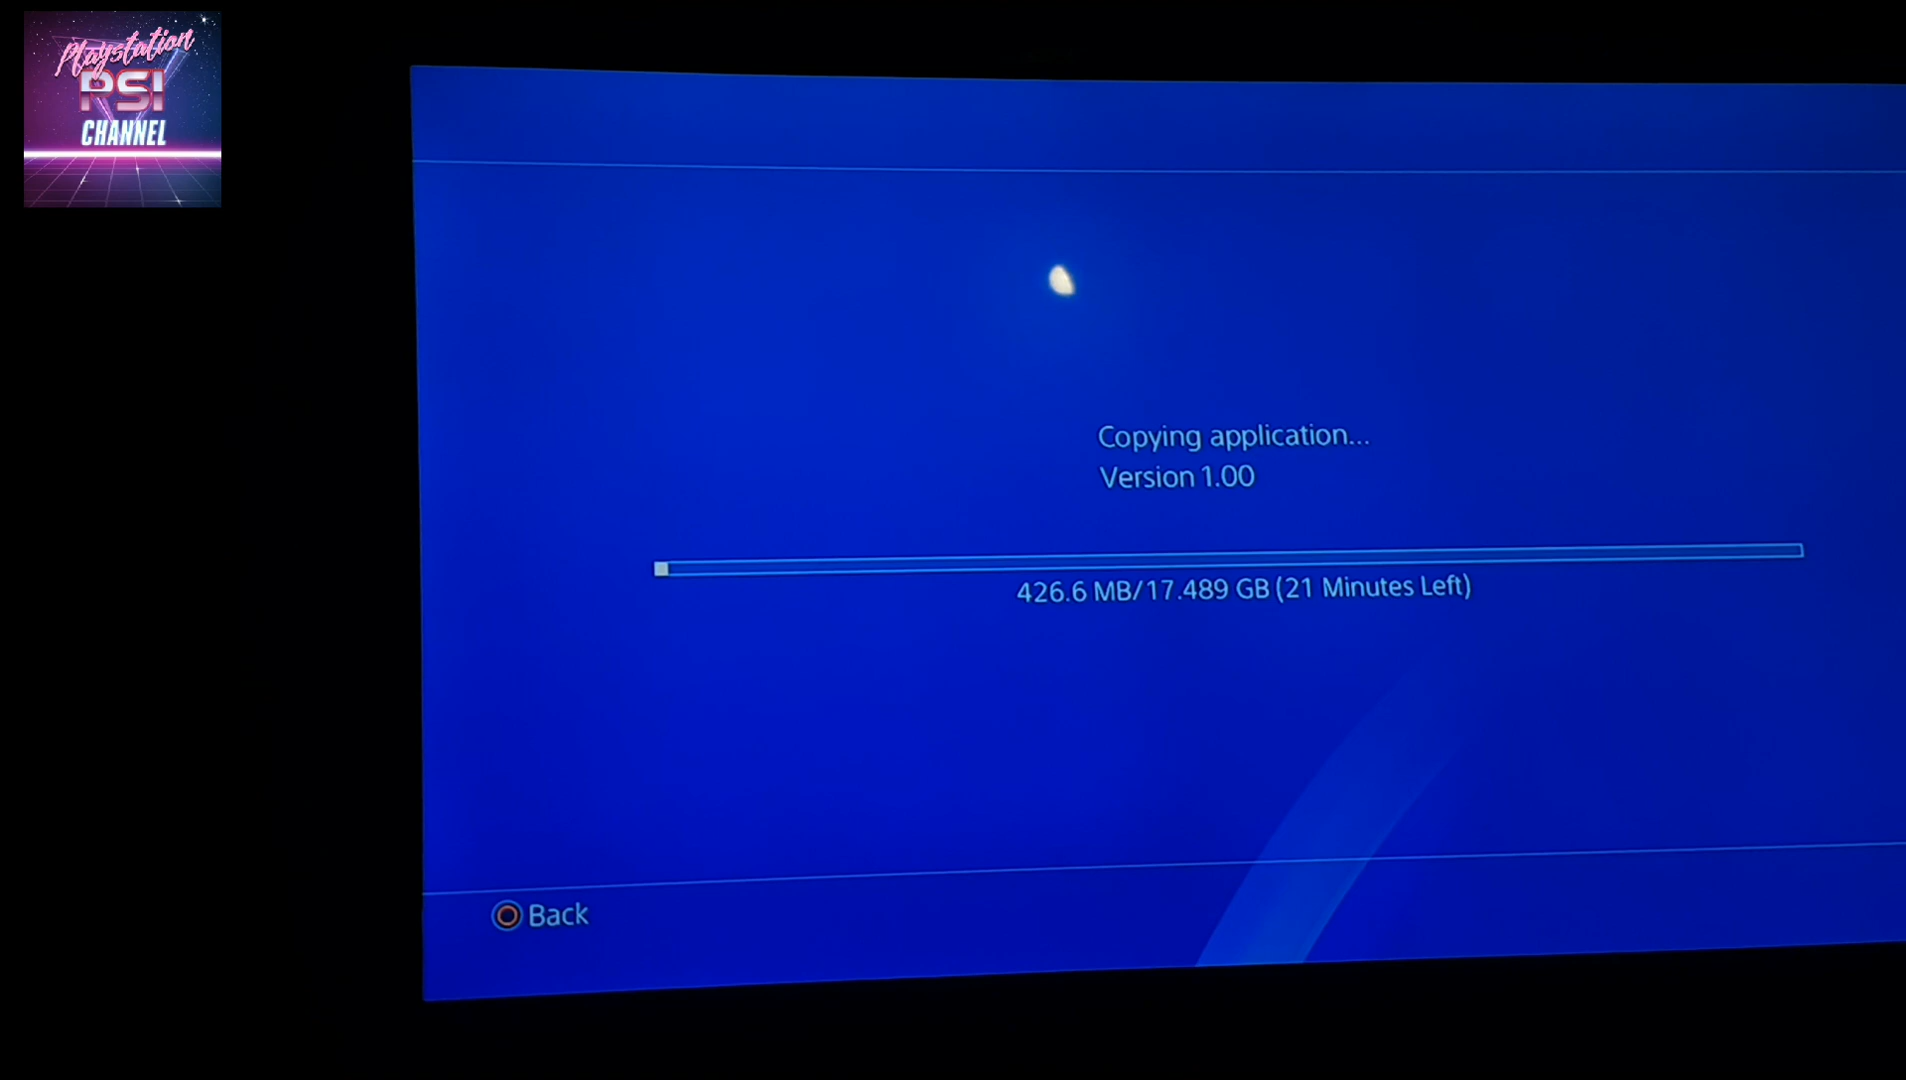 Playstation
PSI
CHANNEL
Copying application...
Version 1.00
426.6 MB/17.489 GB (21 Minutes Left)
Back